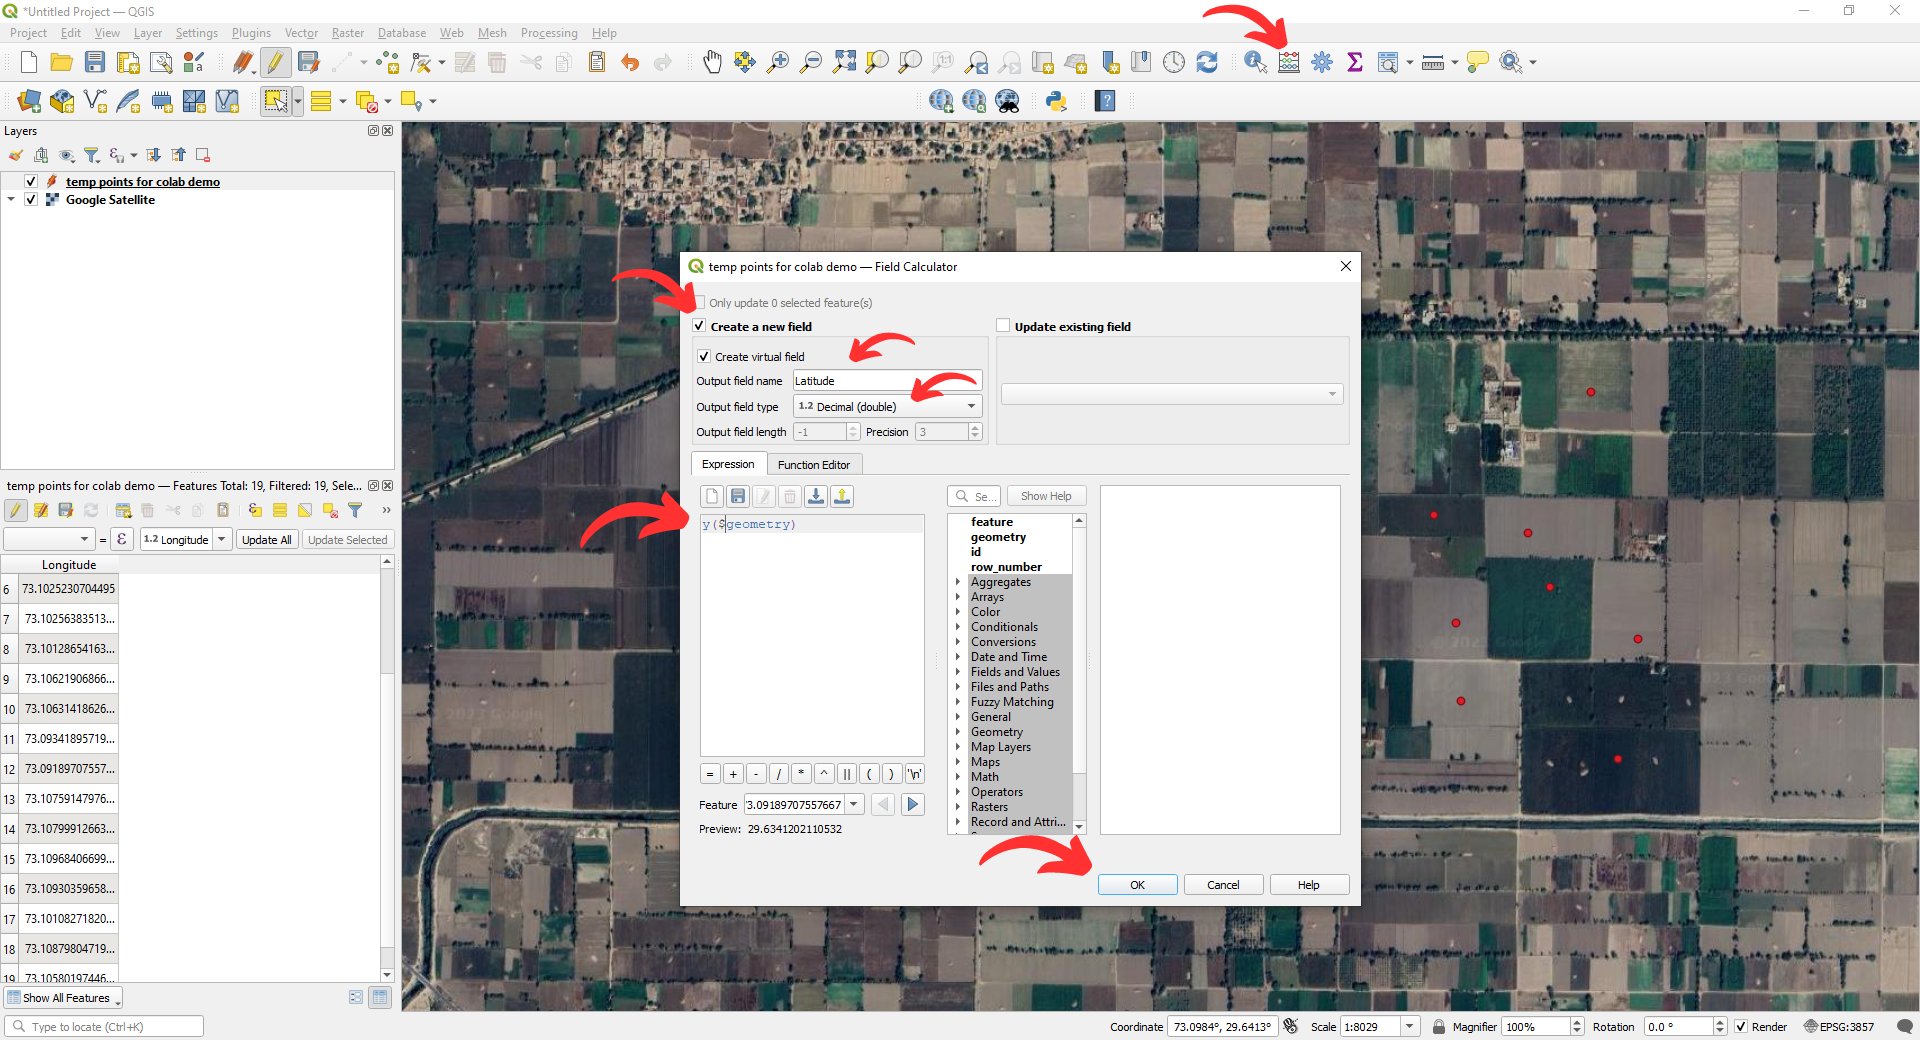 *Untitled Project — QGIS
Project Edit View Layer Settings Plugins Vector Raster Database Web Mesh Processing Help
Layers
temp points for colab demo
Google Satellite
temp points for colab demo — Features Total: 19, Filtered: 19, Sele...
= ε 1.2 Longitude Update All Update Selected
Longitude
6 73.1025230704495
7 73.10256383513...
8 73.10128654163...
9 73.10621906866...
10 73.10631418626...
11 73.09341895719...
12 73.09189707557...
13 73.10759147976...
14 73.10799912663...
15 73.10968406699...
16 73.10930359658...
17 73.10108271820...
18 73.10879804719...
19 73.10580197446...
Show All Features
Type to locate (Ctrl+K)
temp points for colab demo — Field Calculator
Only update 0 selected feature(s)
Create a new field
Update existing field
Create virtual field
Output field name Latitude
Output field type 1.2 Decimal (double)
Output field length -1 Precision 3
Expression Function Editor
y($geometry)
= + - / * ^ || ( ) '\n'
Feature '3.09189707557667
Preview: 29.6341202110532
Se... Show Help
feature
geometry
id
row_number
Aggregates
Arrays
Color
Conditionals
Conversions
Date and Time
Fields and Values
Files and Paths
Fuzzy Matching
General
Geometry
Map Layers
Maps
Math
Operators
Rasters
Record and Attri...
OK Cancel Help
Coordinate 73.0984°, 29.6413° Scale 1:8029 Magnifier 100% Rotation 0.0 ° Render EPSG:3857